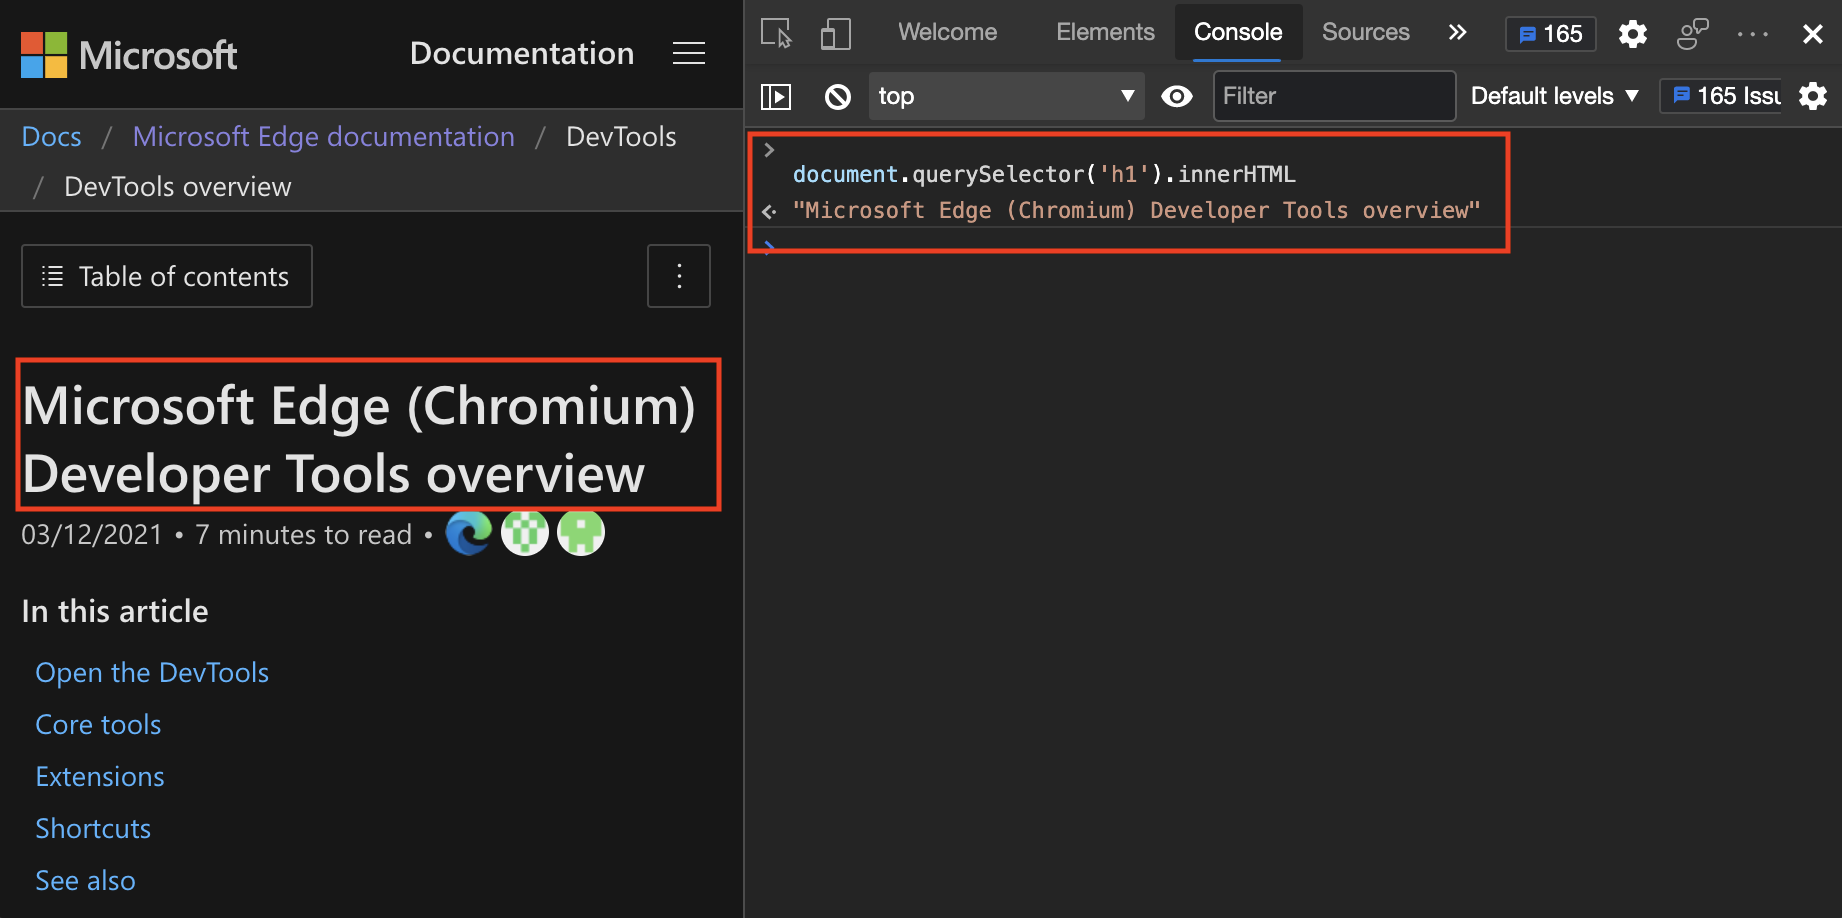 Microsoft
Documentation
Docs / Microsoft Edge documentation / DevTools
/ DevTools overview
Table of contents
Microsoft Edge (Chromium)
Developer Tools overview
03/12/2021 • 7 minutes to read •
In this article
Open the DevTools
Core tools
Extensions
Shortcuts
See also
Welcome Elements Console Sources » 165
top Filter Default levels 165 Issu
>
document.querySelector('h1').innerHTML
"Microsoft Edge (Chromium) Developer Tools overview"
>